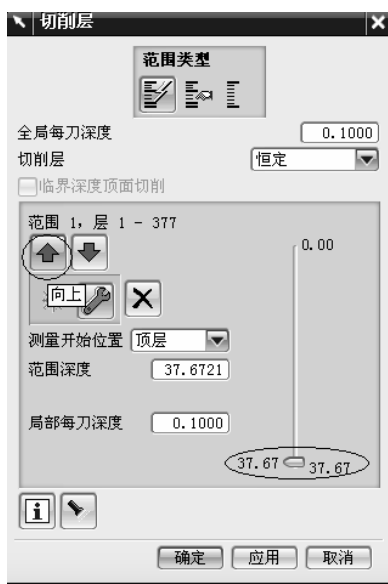 切削层
范围类型
全局每刀深度 0.1000
切削层 恒定
临界深度顶面切削
范围 1, 层 1 - 377
0.00
向上
测量开始位置 顶层
范围深度 37.6721
局部每刀深度 0.1000
37.67 37.67
确定 应用 取消